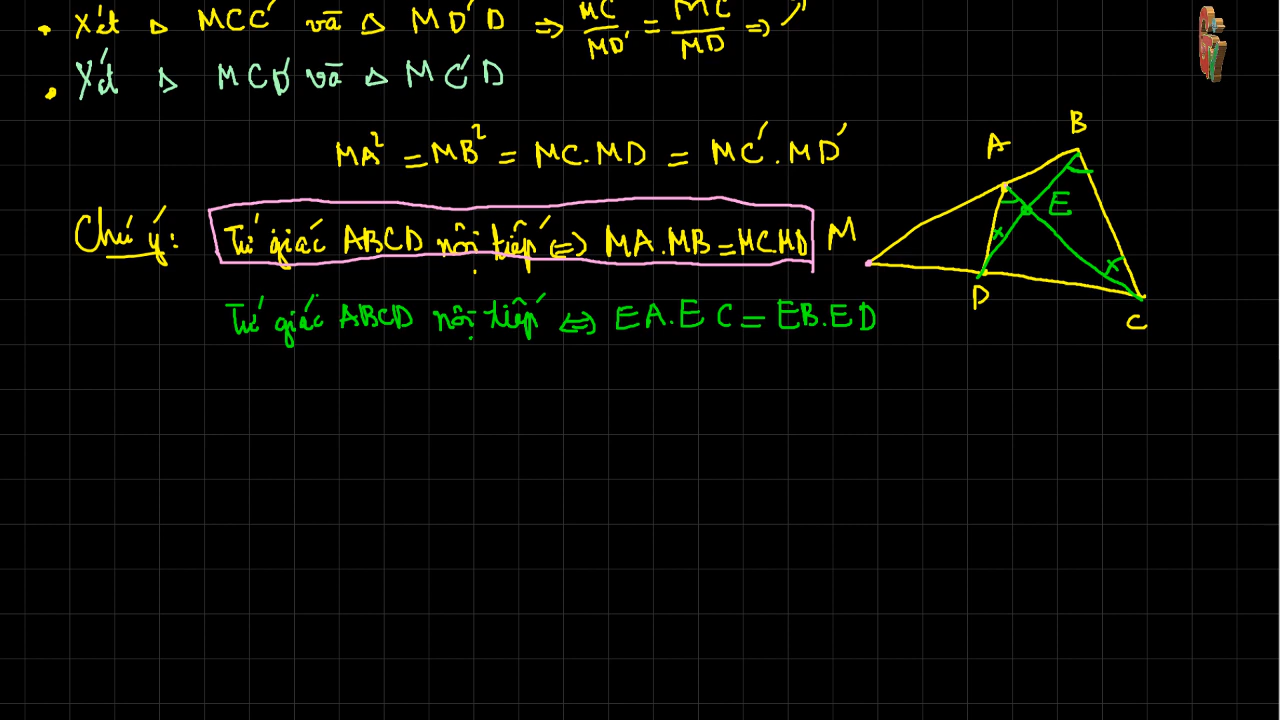 • Xét Δ MCC' và Δ MD'D ⇒ MC/MD' = MC'/MD ⇒
• Xét Δ MCD' và Δ MC'D
MA² = MB² = MC.MD = MC'.MD'
Chú ý: Tứ giác ABCD nội tiếp ⇔ MA.MB = MC.MD
Tứ giác ABCD nội tiếp ⇔ EA.EC = EB.ED
B
A
E
M
D
C